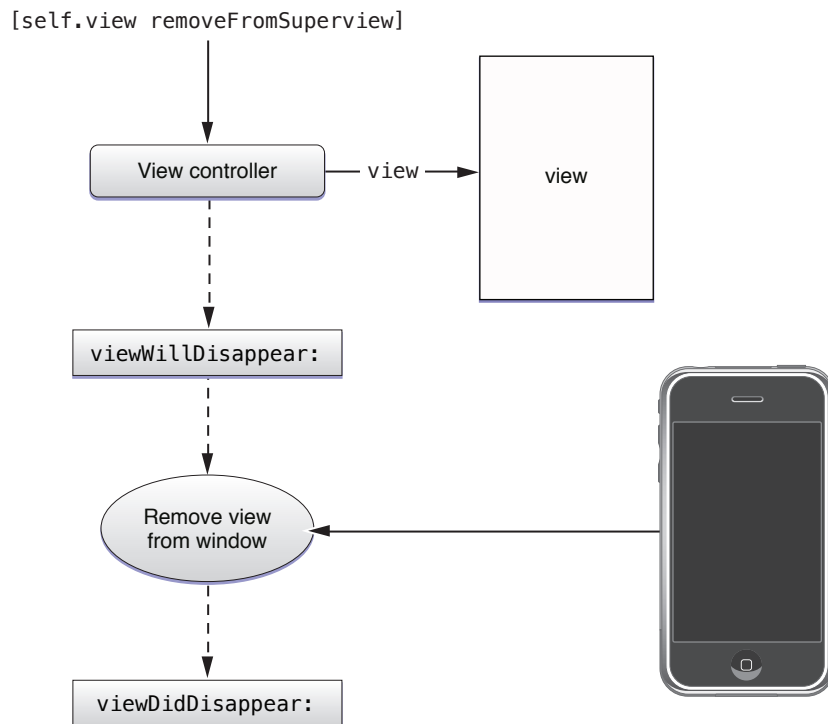 [self.view removeFromSuperview]
View controller
view
view
viewWillDisappear:
Remove view
from window
viewDidDisappear: